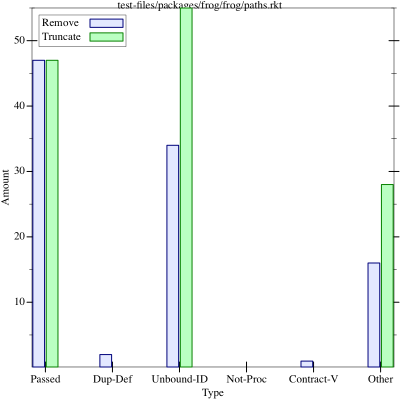 test-files/packages/frog/frog/paths.rkt
Remove
Truncate
50
40
30
20
10
Amount
Passed Dup-Def Unbound-ID Not-Proc Contract-V Other
Type